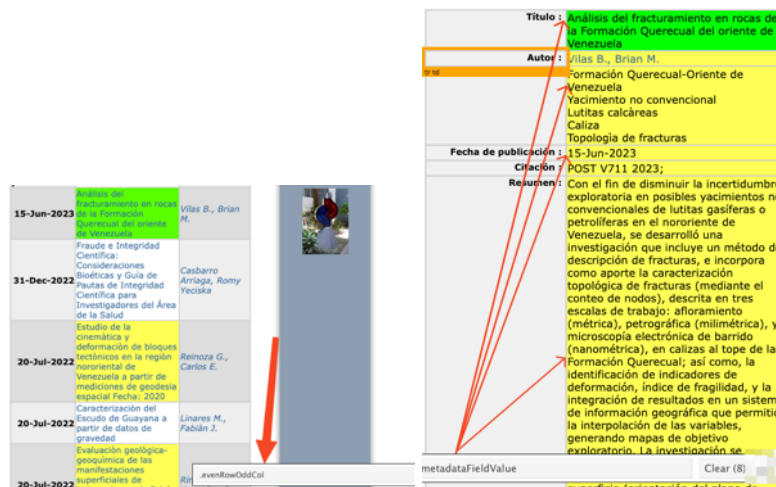 15-Jun-2023
Análisis del
fracturamiento en rocas
de la Formación
Querecual del oriente
de Venezuela
Vilas B., Brian
M.
31-Dec-2022
Fraude e Integridad
Científica:
Consideraciones
Bioéticas y Guía de
Pautas de Integridad
Científica para
Investigadores del Área
de la Salud
Casbarro
Arriaga, Romy
Yeciska
20-Jul-2022
Estudio de la
cinemática y
deformación de bloques
tectónicos en la región
nororiental de
Venezuela a partir de
mediciones de geodesia
espacial Fecha: 2020
Reinoza G.,
Carlos E.
20-Jul-2022
Caracterización del
Escudo de Guayana a
partir de datos de
gravedad
Linares M.,
Fabián J.
20-Jul-2022
Evaluación geológica-
geoquímica de las
manifestaciones
superficiales de
.evenRowOddCol
Título :
Análisis del fracturamiento en rocas de
la Formación Querecual del oriente de
Venezuela
Autor :
Vilas B., Brian M.
tr td
Formación Querecual-Oriente de
Venezuela
Yacimiento no convencional
Lutitas calcàreas
Caliza
Topologìa de fracturas
Fecha de publicación :
15-Jun-2023
Citación :
POST V711 2023;
Resumen :
Con el fin de disminuir la incertidumbre
exploratoria en posibles yacimientos no
convencionales de lutitas gasíferas o
petrolíferas en el nororiente de
Venezuela, se desarrolló una
investigación que incluye un método de
descripción de fracturas, e incorpora
como aporte la caracterización
topológica de fracturas (mediante el
conteo de nodos), descrita en tres
escalas de trabajo: afloramiento
(métrica), petrográfica (milimétrica), y
microscopía electrónica de barrido
(nanométrica), en calizas al tope de la
Formación Querecual; así como, la
identificación de indicadores de
deformación, índice de fragilidad, y la
integración de resultados en un sistema
de información geográfica que permitió
la interpolación de las variables,
generando mapas de objetivo
exploratorio. La investigación se
metadataFieldValue
Clear (8)